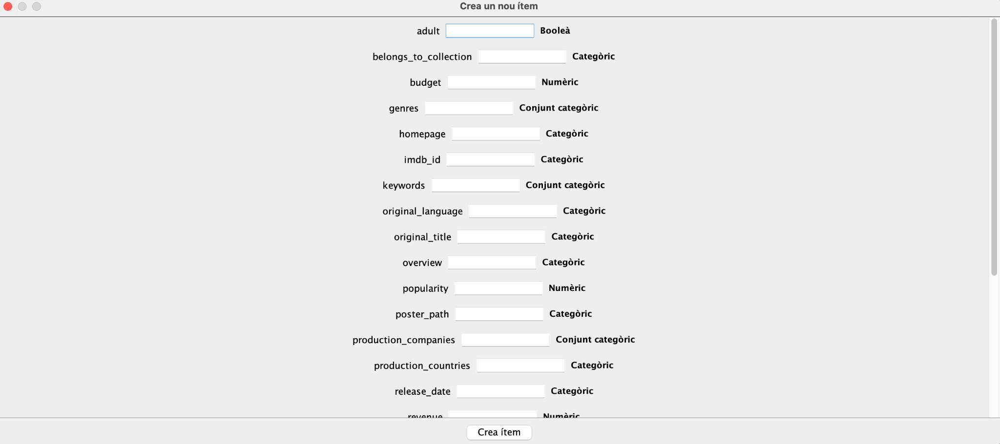 Crea un nou ítem
adult Booleà
belongs_to_collection Categòric
budget Numèric
genres Conjunt categòric
homepage Categòric
imdb_id Categòric
keywords Conjunt categòric
original_language Categòric
original_title Categòric
overview Categòric
popularity Numèric
poster_path Categòric
production_companies Conjunt categòric
production_countries Categòric
release_date Categòric
revenue Numèric
Crea ítem